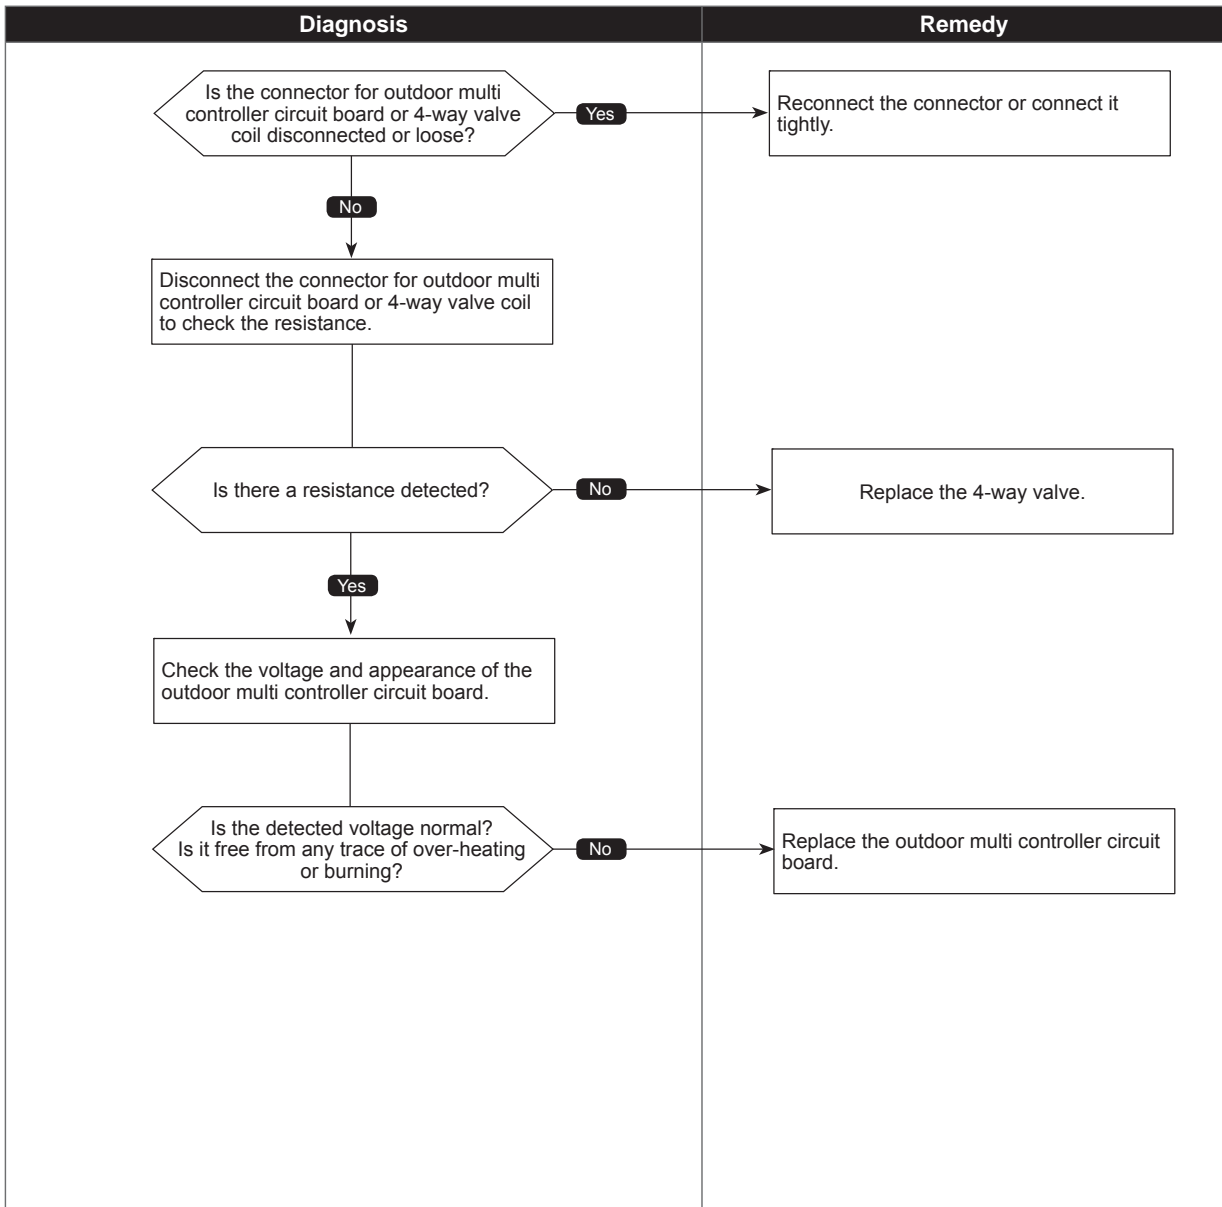 Diagnosis
Remedy
Is the connector for outdoor multi
controller circuit board or 4-way valve
coil disconnected or loose?
Yes
Reconnect the connector or connect it
tightly.
No
Disconnect the connector for outdoor multi
controller circuit board or 4-way valve coil
to check the resistance.
Is there a resistance detected?
No
Replace the 4-way valve.
Yes
Check the voltage and appearance of the
outdoor multi controller circuit board.
Is the detected voltage normal?
Is it free from any trace of over-heating
or burning?
No
Replace the outdoor multi controller circuit
board.